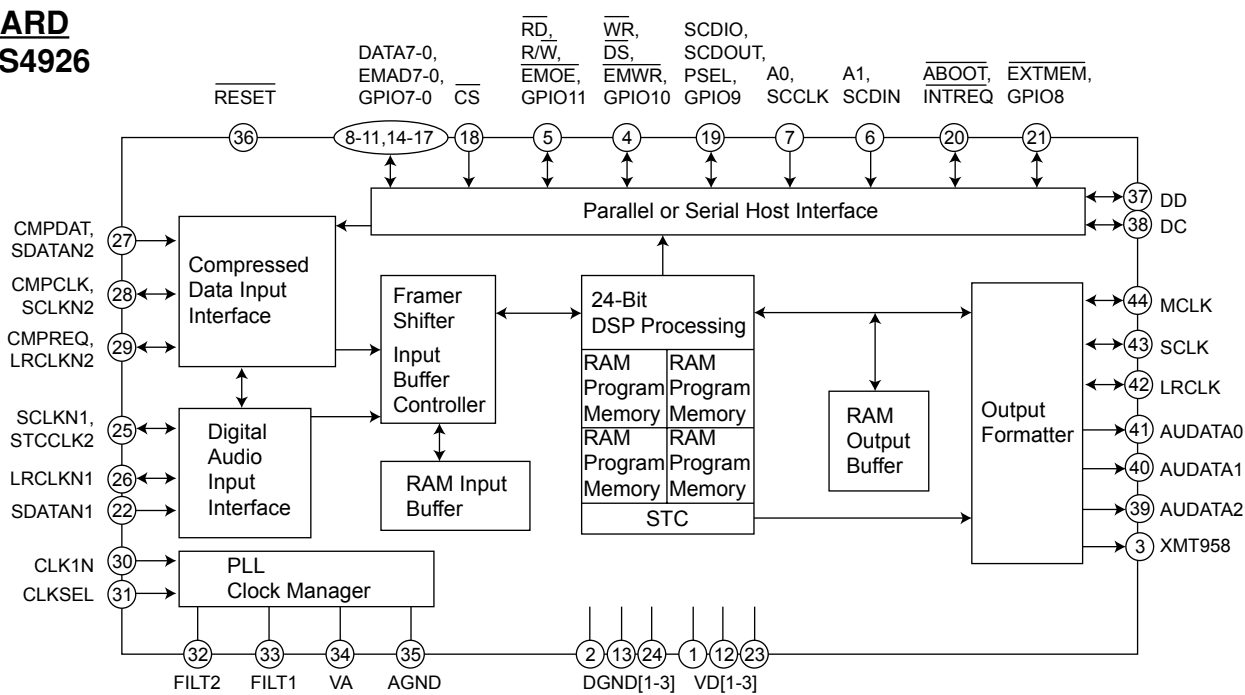 ARD
S4926
RESET
DATA7-0,
EMAD7-0,
GPIO7-0
CS
RD,
R/W,
EMOE,
GPIO11
WR,
DS,
EMWR,
GPIO10
SCDIO,
SCDOUT,
PSEL,
GPIO9
A0,
SCCLK
A1,
SCDIN
ABOOT,
INTREQ
EXTMEM,
GPIO8
36
8-11,14-17
18
5
4
19
7
6
20
21
Parallel or Serial Host Interface
37
DD
38
DC
CMPDAT,
SDATAN2
27
CMPCLK,
SCLKN2
28
CMPREQ,
LRCLKN2
29
Compressed
Data Input
Interface
Framer
Shifter
Input
Buffer
Controller
24-Bit
DSP Processing
RAM
Program
Memory
RAM
Program
Memory
RAM
Program
Memory
RAM
Program
Memory
STC
RAM
Output
Buffer
Output
Formatter
44
MCLK
43
SCLK
42
LRCLK
41
AUDATA0
40
AUDATA1
39
AUDATA2
3
XMT958
SCLKN1,
STCCLK2
25
LRCLKN1
26
SDATAN1
22
Digital
Audio
Input
Interface
RAM Input
Buffer
CLK1N
30
CLKSEL
31
PLL
Clock Manager
32
33
34
35
2
13
24
1
12
23
FILT2
FILT1
VA
AGND
DGND[1-3]
VD[1-3]